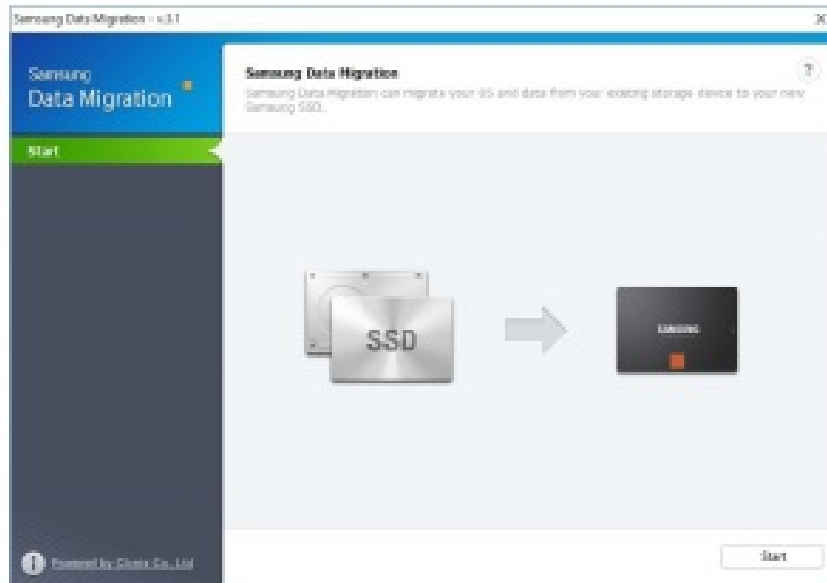 Samsung Data Migration - v.3.1
Samsung
Data Migration
Samsung Data Migration
?
Samsung Data Migration can migrate your OS and data from your existing storage device to your new
Samsung SSD.
Start
SSD
SAMSUNG
Powered by Clonix Co., Ltd
Start